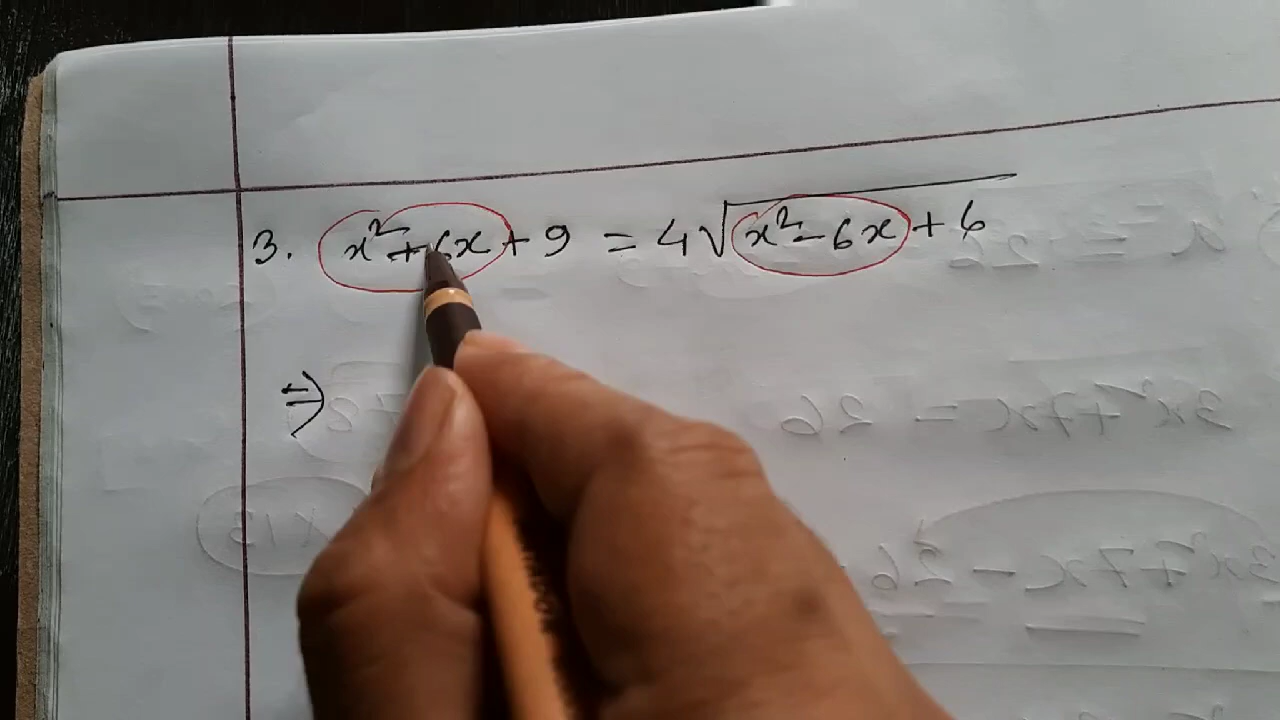 3. x² + 6x + 9 = 4√(x² - 6x + 6)
⇒